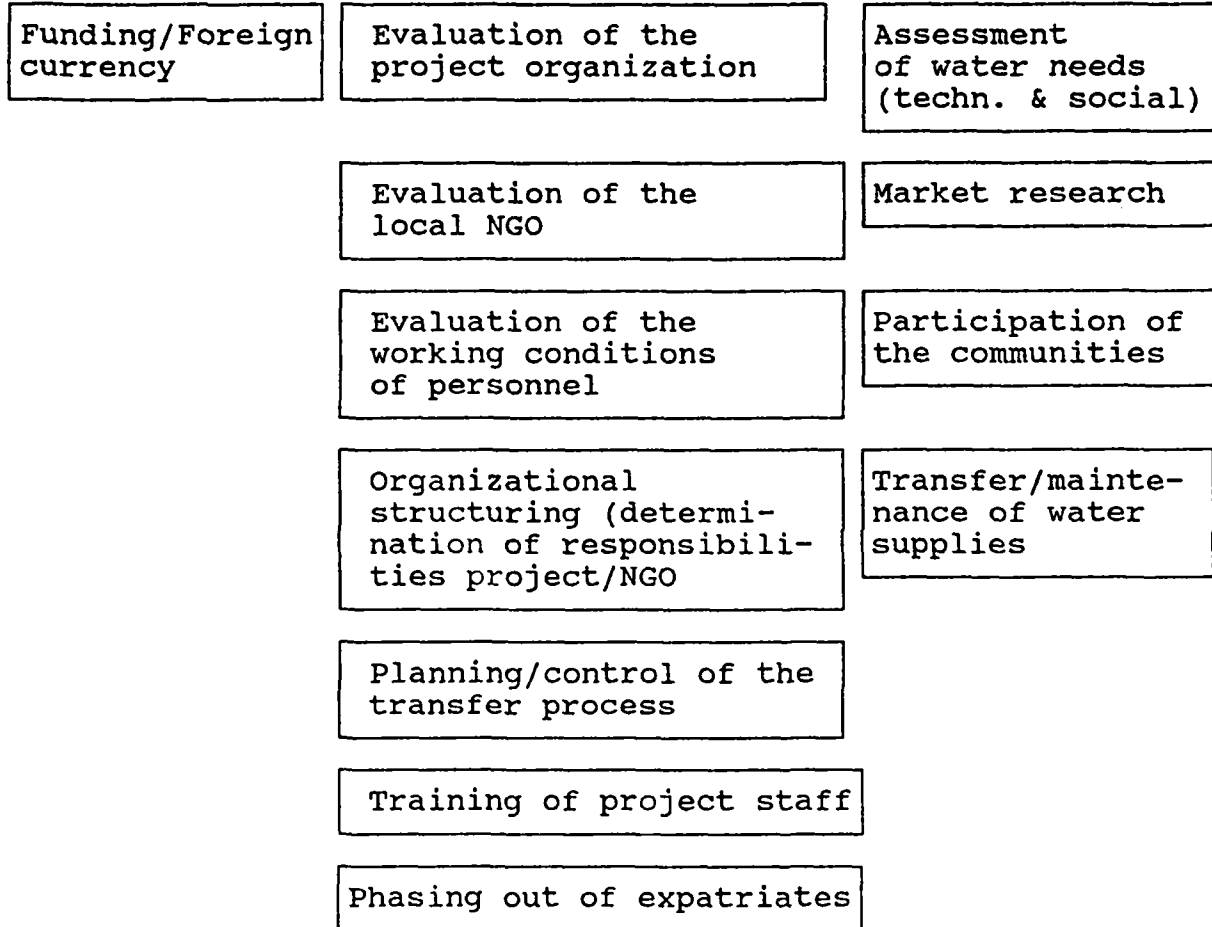 Funding/Foreign
currency
Evaluation of the
project organization
Assessment
of water needs
(techn. & social)
Evaluation of the
local NGO
Market research
Evaluation of the
working conditions
of personnel
Participation of
the communities
Organizational
structuring (determi-
nation of responsibili-
ties project/NGO
Transfer/mainte-
nance of water
supplies
Planning/control of the
transfer process
Training of project staff
Phasing out of expatriates